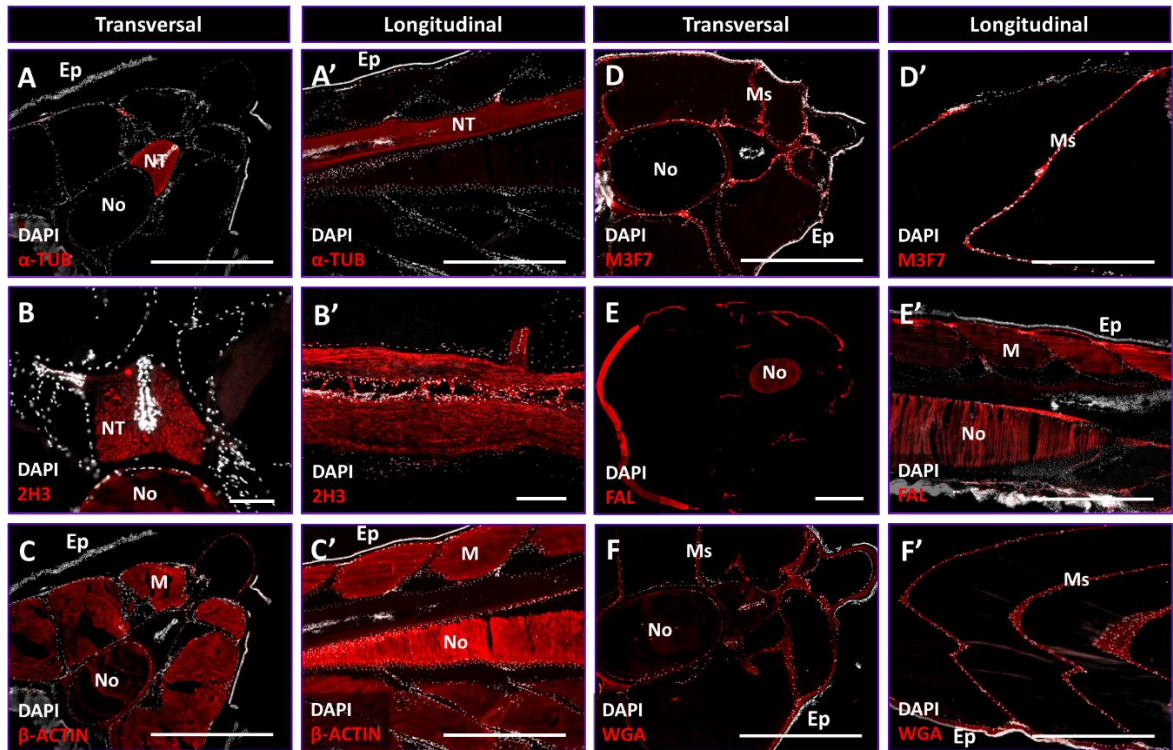 Transversal
Longitudinal
Transversal
Longitudinal
A
Ep
NT
No
DAPI
α-TUB
A'
Ep
NT
DAPI
α-TUB
D
Ms
No
Ep
DAPI
M3F7
D'
Ms
DAPI
M3F7
B
NT
No
DAPI
2H3
B'
DAPI
2H3
E
No
DAPI
FAL
E'
Ep
M
No
DAPI
FAL
C
Ep
M
No
DAPI
β-ACTIN
C'
Ep
M
No
DAPI
β-ACTIN
F
Ms
No
DAPI
WGA
Ep
F'
Ms
DAPI
WGA
Ep